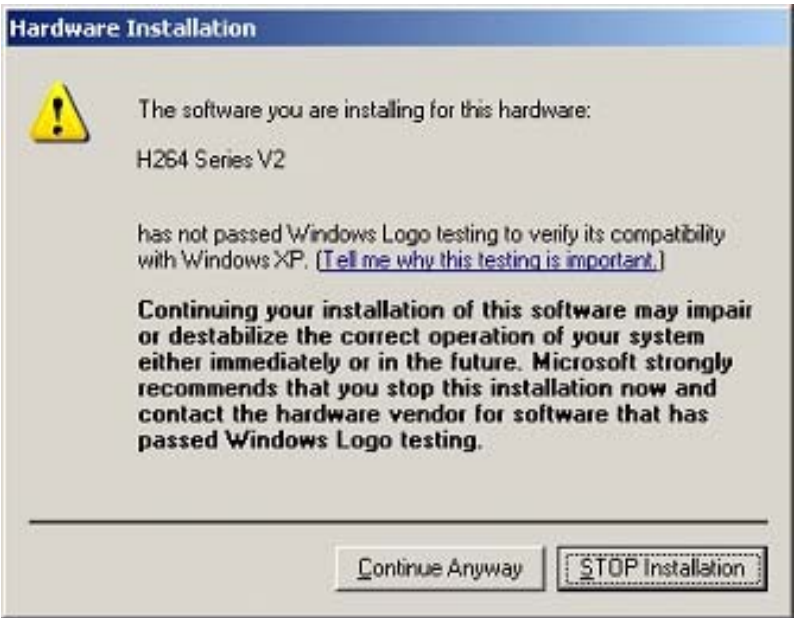 Hardware Installation
The software you are installing for this hardware:
H264 Series V2
has not passed Windows Logo testing to verify its compatibility
with Windows XP. (Tell me why this testing is important.)
Continuing your installation of this software may impair
or destabilize the correct operation of your system
either immediately or in the future. Microsoft strongly
recommends that you stop this installation now and
contact the hardware vendor for software that has
passed Windows Logo testing.
Continue Anyway
STOP Installation